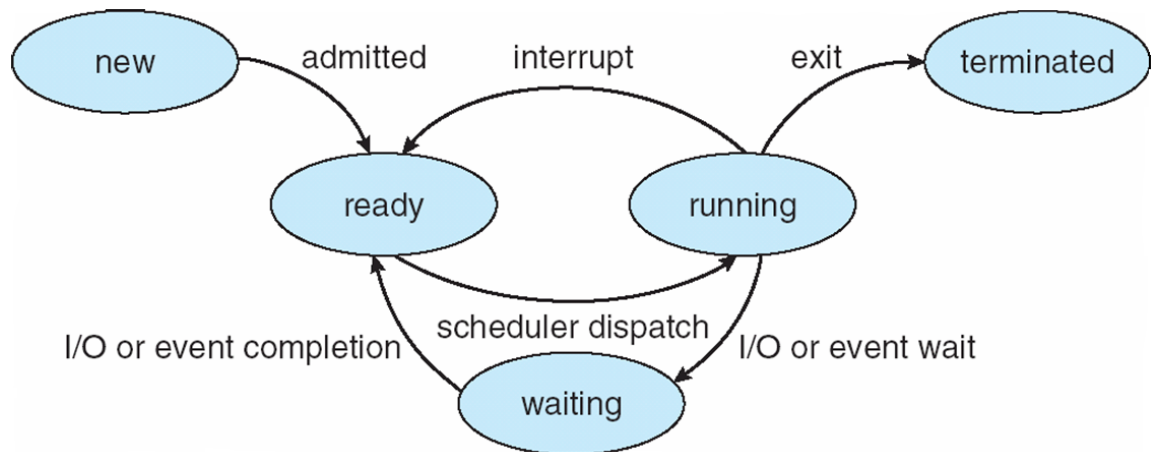 new
admitted
interrupt
exit
terminated
ready
running
I/O or event completion
scheduler dispatch
I/O or event wait
waiting